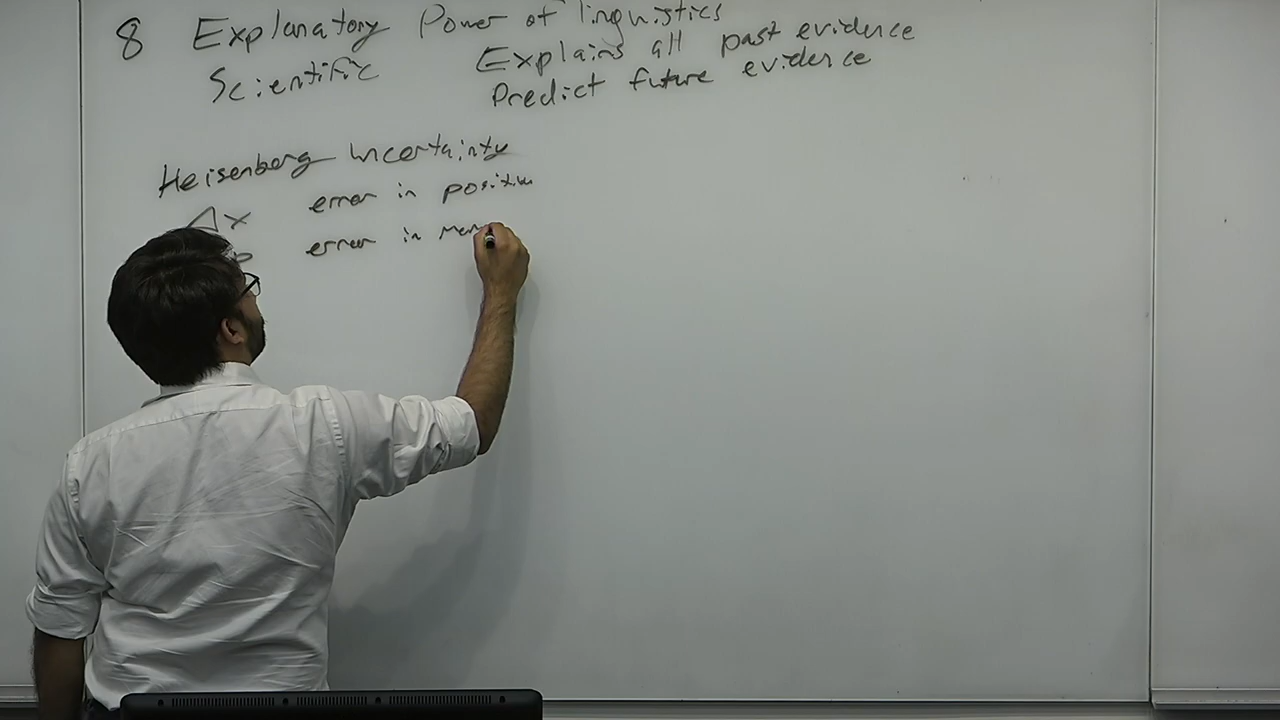 8 Explanatory Power of linguistics
Scientific Explains all past evidence
Predict future evidence
Heisenberg Uncertainty
Δx error in position
p error in mom